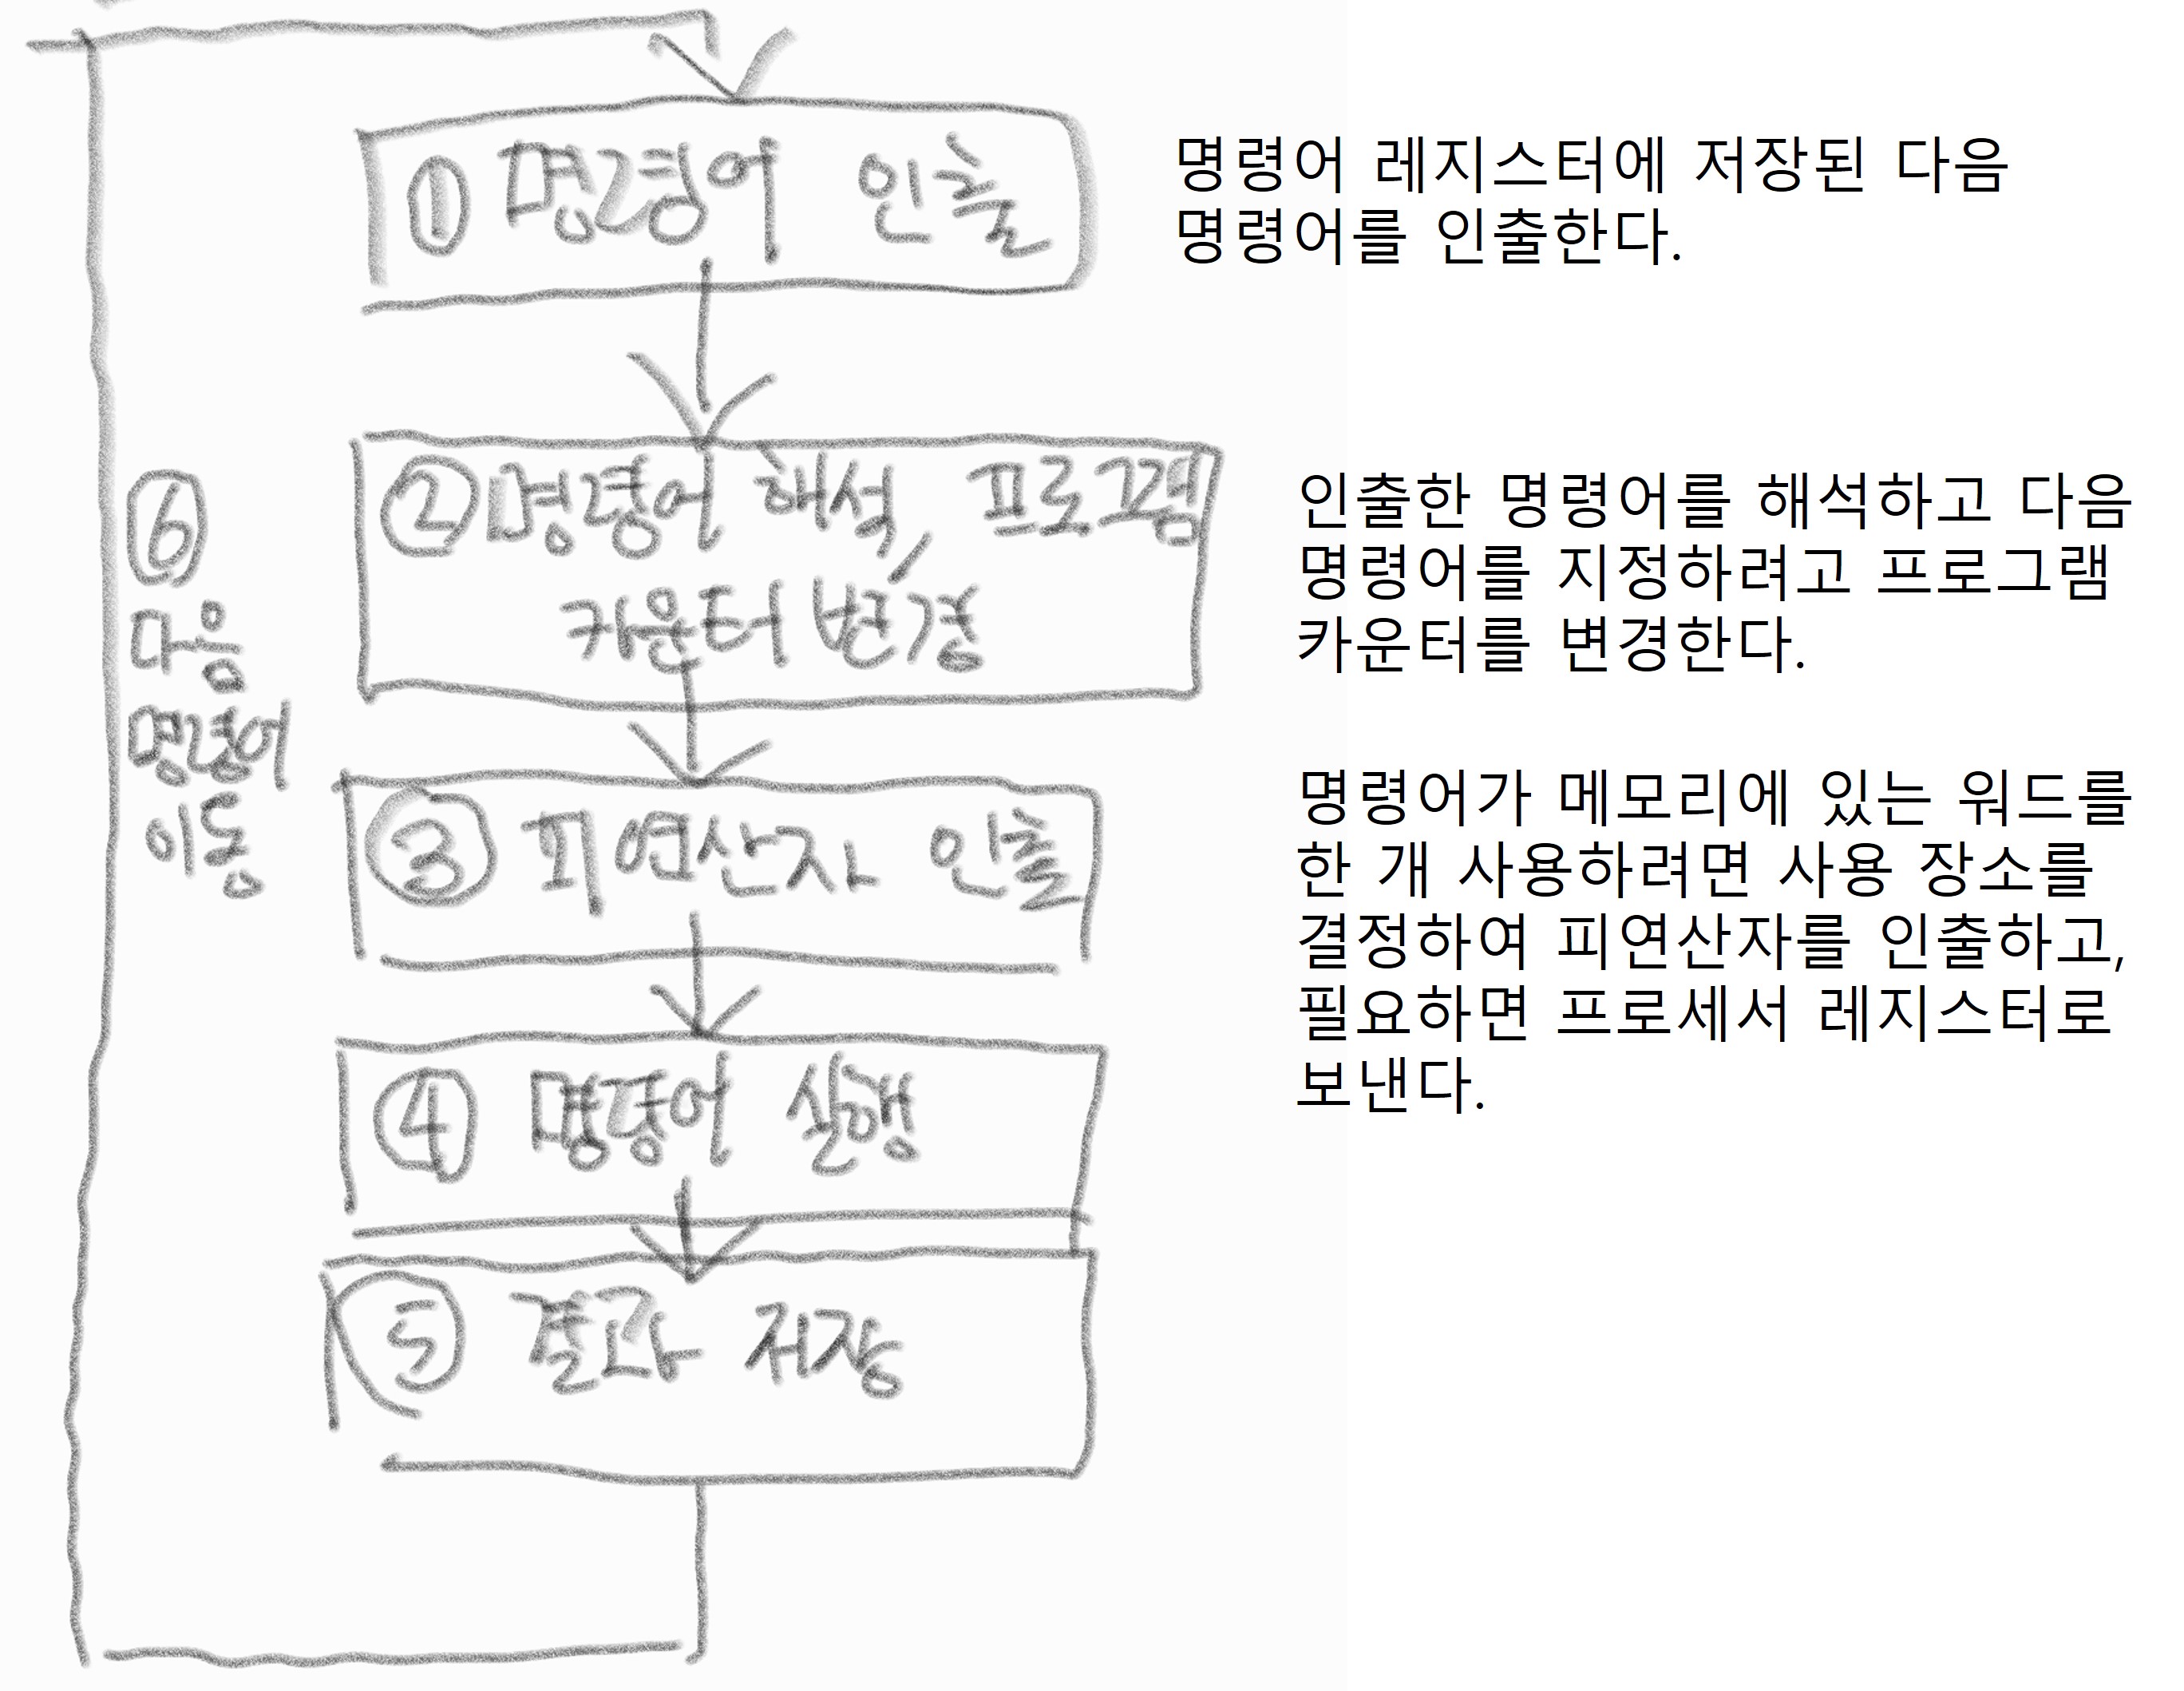 ① 명령어 인출
명령어 레지스터에 저장된 다음
명령어를 인출한다.
② 명령어 해석, 프로그램
카운터 변경
인출한 명령어를 해석하고 다음
명령어를 지정하려고 프로그램
카운터를 변경한다.
③ 피연산자 인출
명령어가 메모리에 있는 워드를
한 개 사용하려면 사용 장소를
결정하여 피연산자를 인출하고,
필요하면 프로세서 레지스터로
보낸다.
④ 명령어 실행
⑤ 결과 저장
⑥
다음
명령어
이동